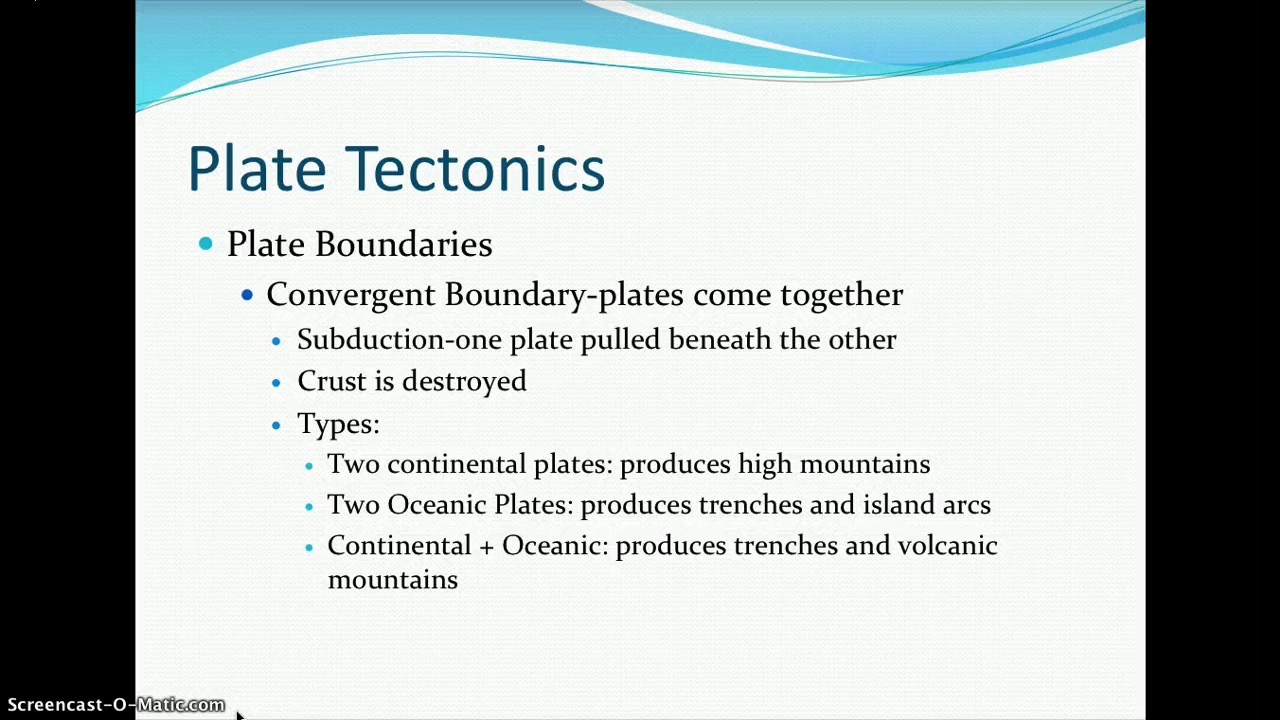 Plate Tectonics
Plate Boundaries
Convergent Boundary-plates come together
Subduction-one plate pulled beneath the other
Crust is destroyed
Types:
Two continental plates: produces high mountains
Two Oceanic Plates: produces trenches and island arcs
Continental + Oceanic: produces trenches and volcanic
mountains
Screencast-O-Matic.com